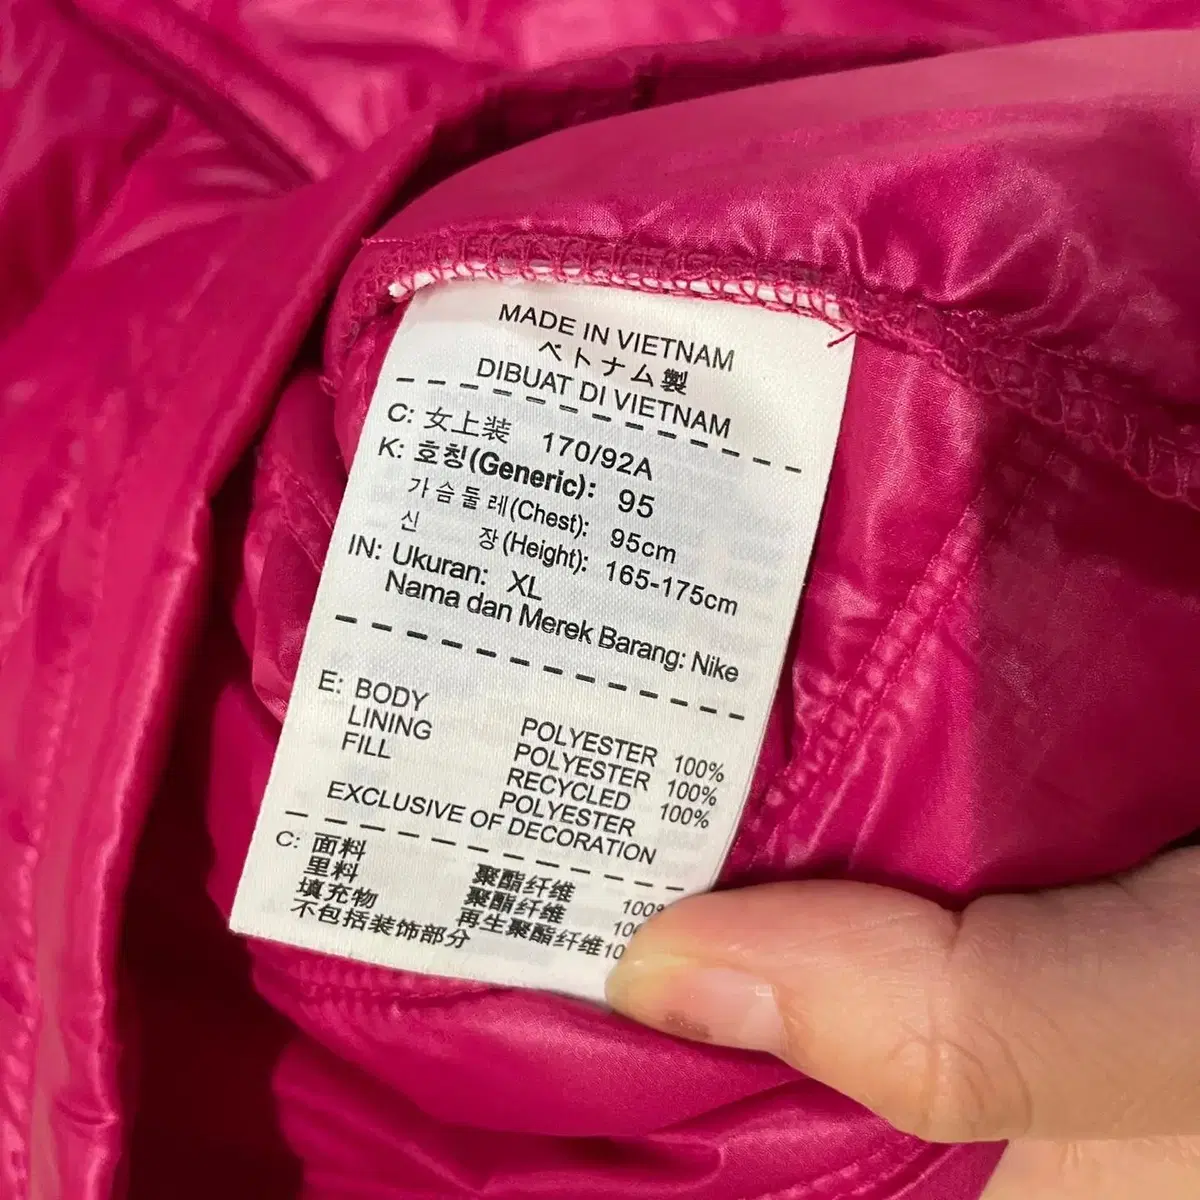 MADE IN VIETNAM
ベトナム製
DIBUAT DI VIETNAM
C: 女上装 170/92A
K: 호칭(Generic): 95
가슴둘레(Chest): 95cm
신 장(Height): 165-175cm
IN: Ukuran: XL
Nama dan Merek Barang: Nike
E: BODY POLYESTER 100%
LINING POLYESTER 100%
FILL RECYCLED 100%
POLYESTER
EXCLUSIVE OF DECORATION
C: 面料 聚酯纤维 100%
里料 聚酯纤维
填充物 再生聚酯纤维
不包括装饰部分